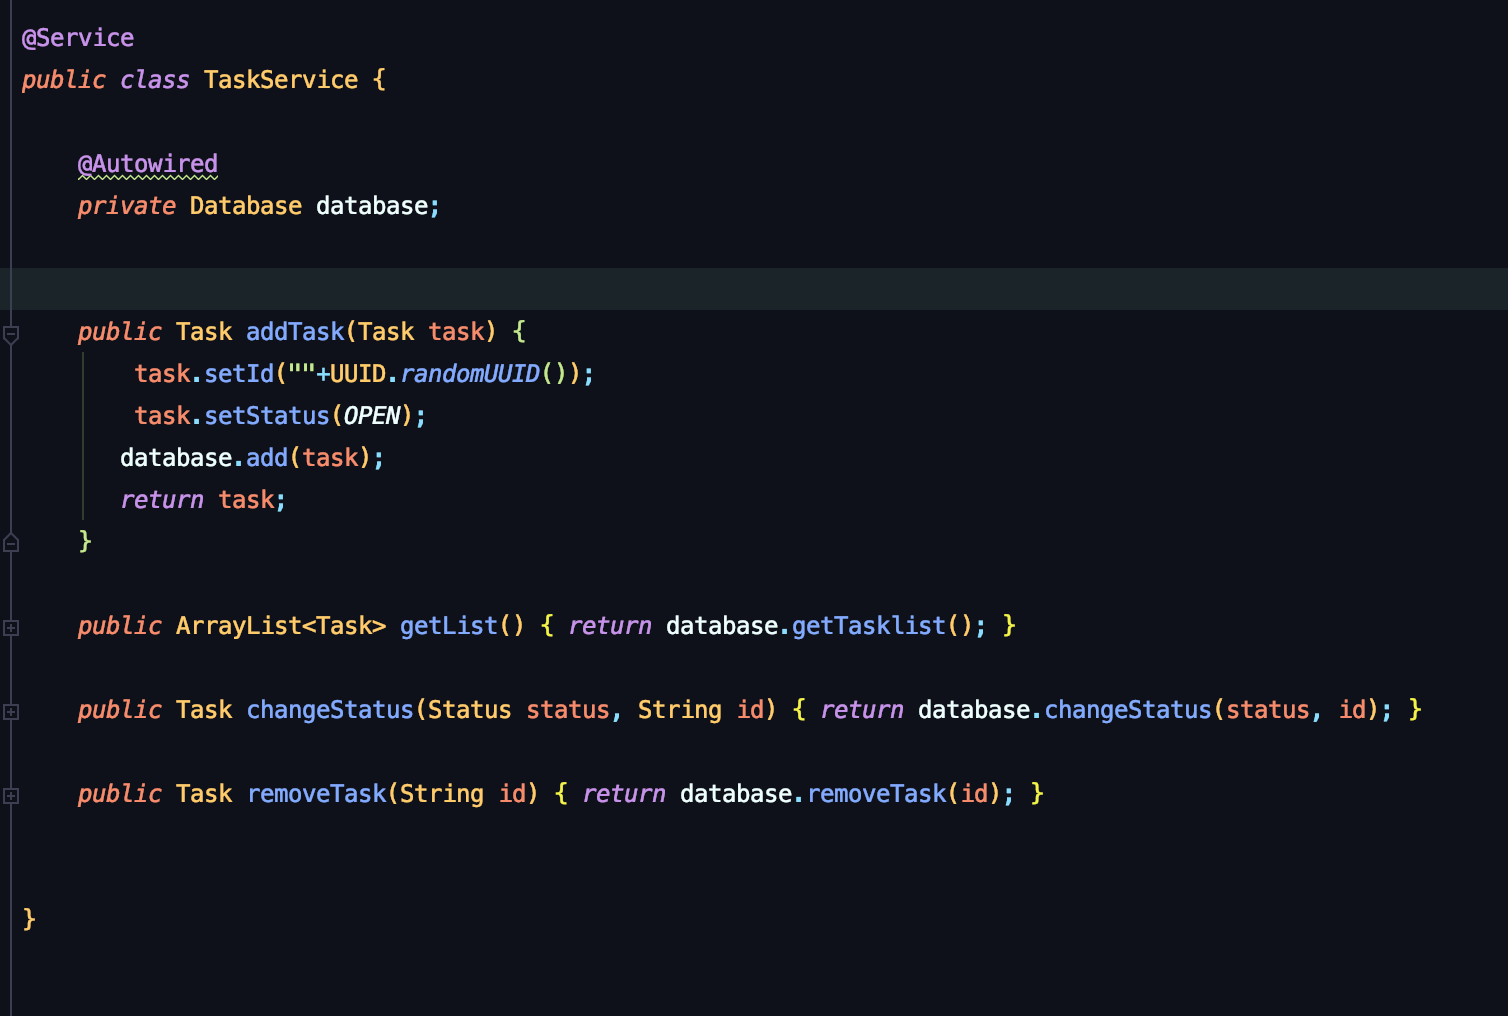 @Service
public class TaskService {
@Autowired
private Database database;
public Task addTask(Task task) {
task.setId(""+UUID.randomUUID());
task.setStatus(OPEN);
database.add(task);
return task;
}
public ArrayList<Task> getList() { return database.getTasklist(); }
public Task changeStatus(Status status, String id) { return database.changeStatus(status, id); }
public Task removeTask(String id) { return database.removeTask(id); }
}